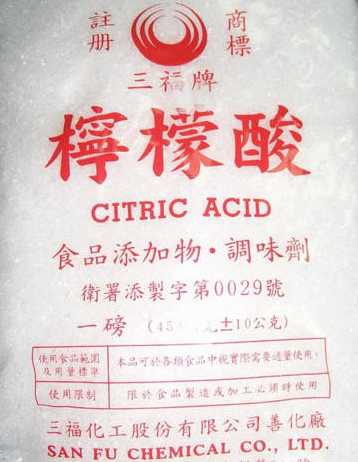 註冊 商標
三福牌
檸檬酸
CITRIC ACID
食品添加物·調味劑
衛署添製字第0029號
一磅 (45 ±10公克)
使用食品範圍及用量標準 本品可於各類食品中視實際需要適量使用:
使用限制 限於食品製造或加工必須時使用
三福化工股份有限公司善化廠
SAN FU CHEMICAL CO., LTD.